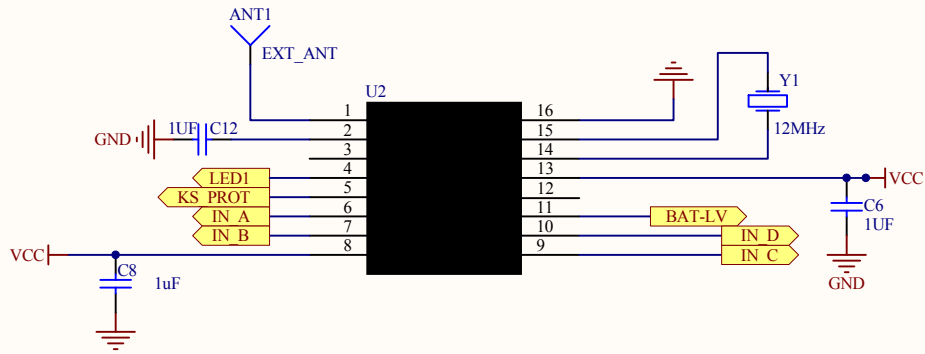 ANT1
EXT_ANT
U2
Y1
12MHz
1
2
3
4
5
6
7
8
16
15
14
13
12
11
10
9
GND
1UF
C12
LED1
KS_PROT
IN_A
IN_B
VCC
C8
1uF
VCC
C6
1UF
GND
BAT-LV
IN_D
IN_C